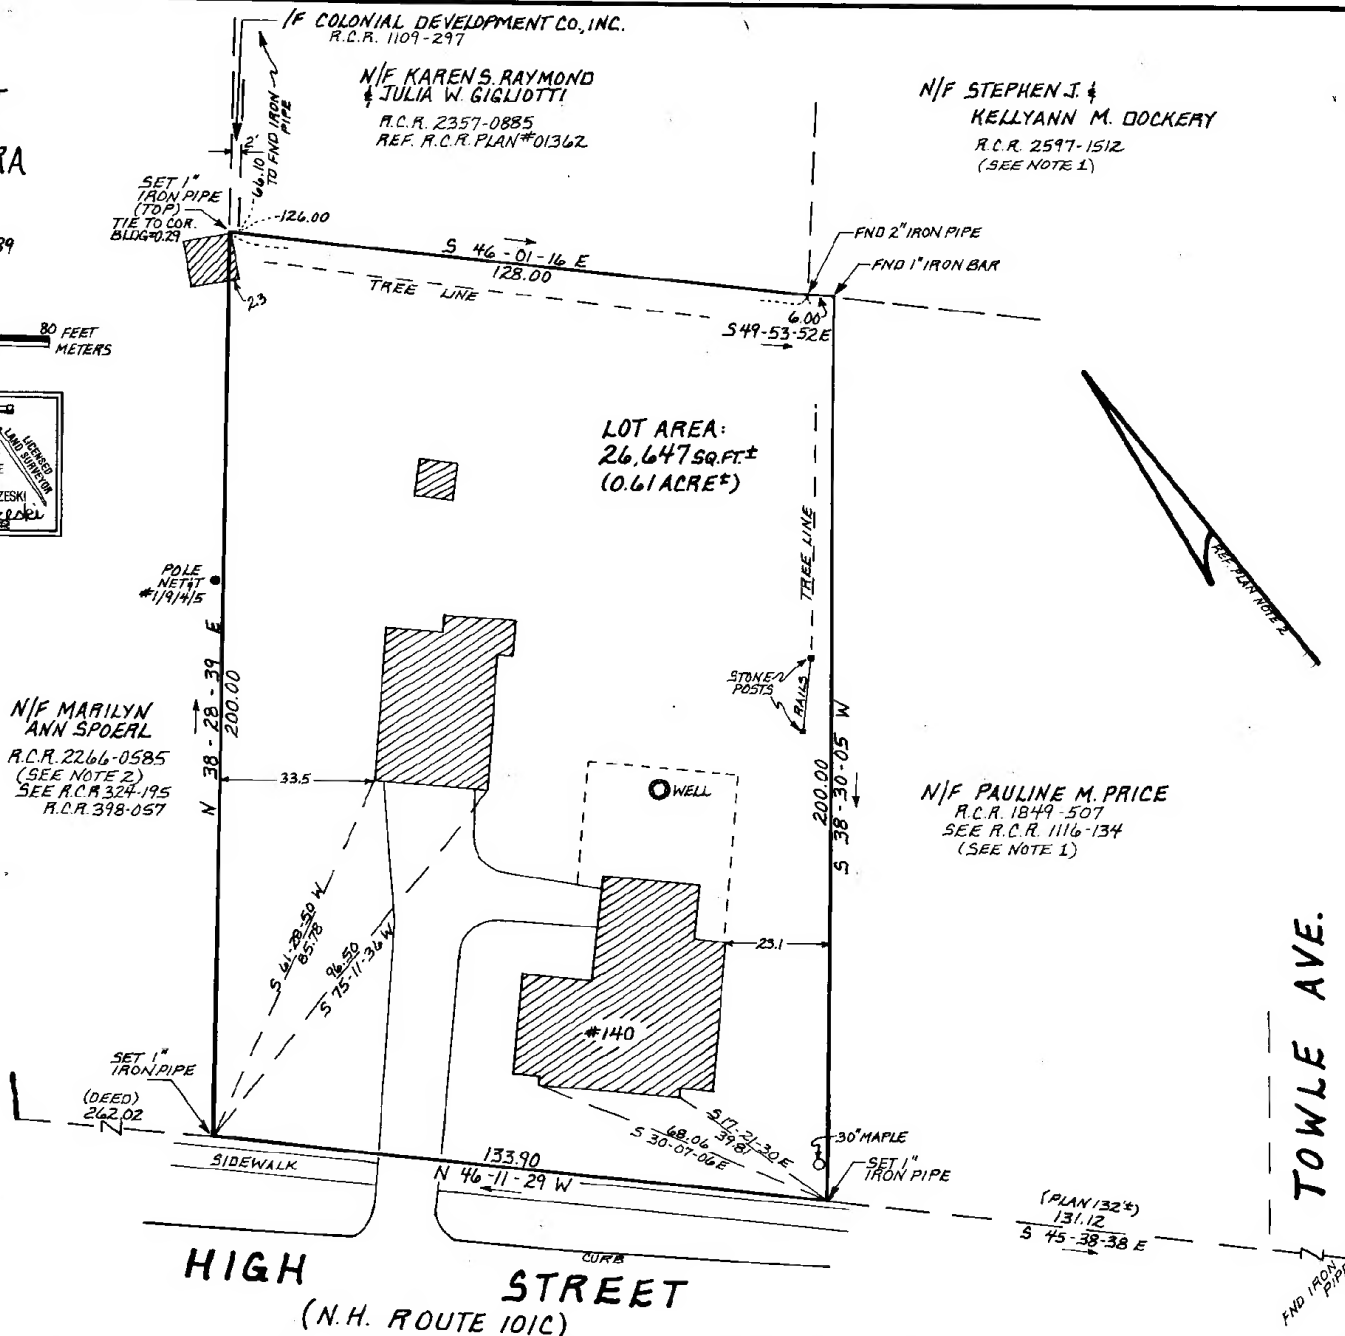 /F COLONIAL DEVELOPMENT CO., INC.
R.C.R. 1109-297
N/F KAREN S. RAYMOND
& JULIA W. GIGLIOTTI
R.C.R. 2357-0885
REF. R.C.R. PLAN #01362
N/F STEPHEN J. &
KELLYANN M. DOCKERY
R.C.R. 2597-1512
(SEE NOTE 1)
RA
39
2'
66.10
TO FND IRON
PIPE
SET 1"
IRON PIPE
(TOP)
TIE TO COR.
BLDG=0.29
126.00
S 46-01-16 E
128.00
TREE LINE
2.3
FND 2" IRON PIPE
FND 1" IRON BAR
6.00
S 49-53-52 E
80 FEET
METERS
LICENSED
LAND SURVEYOR
ZESKI
LOT AREA:
26,647 SQ.FT.±
(0.61 ACRE±)
TREE LINE
REF. PLAN NOTE 2
POLE
NET&T
#1/9/4/5
N 38-28-39 E
200.00
N/F MARILYN
ANN SPOERL
R.C.R. 2266-0585
(SEE NOTE 2)
SEE R.C.R 324-195
R.C.R. 398-057
33.5
STONE
POSTS
RAILS
WELL
200.00
S 38-30-05 W
N/F PAULINE M. PRICE
R.C.R. 1849-507
SEE R.C.R. 1116-134
(SEE NOTE 1)
S 61-28-50 W
85.78
96.50
S 75-11-36 W
23.1
#140
TOWLE AVE.
SET 1"
IRON PIPE
(DEED)
262.02
SIDEWALK
133.90
N 46-11-29 W
S 17-21-30 E
39.81
68.06
S 30-07-06 E
30" MAPLE
SET 1"
IRON PIPE
(PLAN 132'±)
131.12
S 45-38-38 E
FND IRON
PIPE
CURB
HIGH STREET
(N.H. ROUTE 101C)